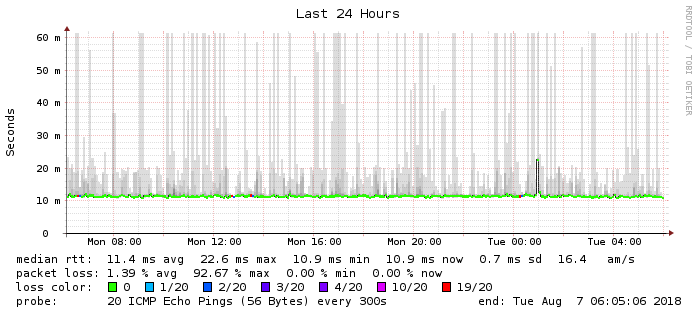 Last 24 Hours
RRDTOOL / TOBI OETIKER
Seconds
60 m
50 m
40 m
30 m
20 m
10 m
0
Mon 08:00 Mon 12:00 Mon 16:00 Mon 20:00 Tue 00:00 Tue 04:00
median rtt: 11.4 ms avg 22.6 ms max 10.9 ms min 10.9 ms now 0.7 ms sd 16.4 am/s
packet loss: 1.39 % avg 92.67 % max 0.00 % min 0.00 % now
loss color: 0 1/20 2/20 3/20 4/20 10/20 19/20
probe: 20 ICMP Echo Pings (56 Bytes) every 300s end: Tue Aug 7 06:05:06 2018